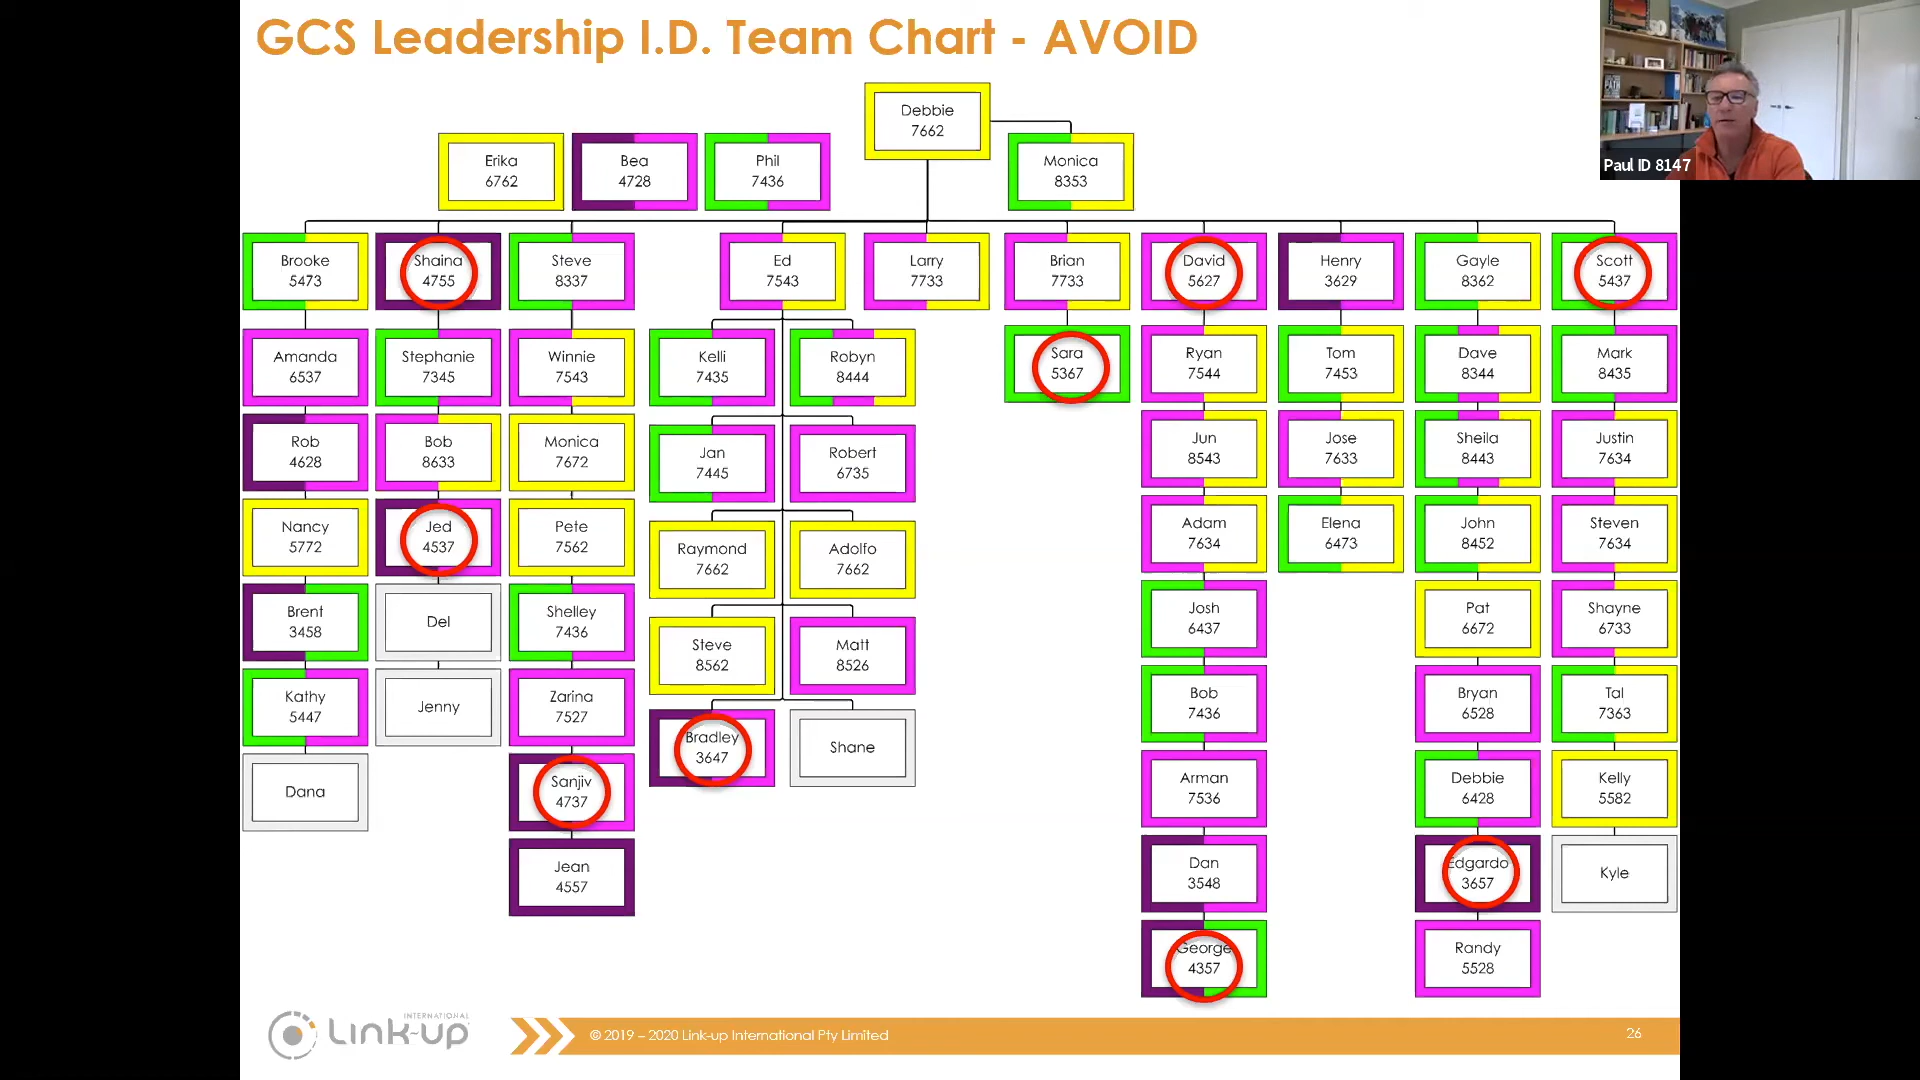 GCS Leadership I.D. Team Chart - AVOID
Paul ID 8147
Debbie
7662
Erika
6762
Bea
4728
Phil
7436
Monica
8353
Brooke
5473
Shaina
4755
Steve
8337
Ed
7543
Larry
7733
Brian
7733
David
5627
Henry
3629
Gayle
8362
Scott
5437
Amanda
6537
Stephanie
7345
Winnie
7543
Kelli
7435
Robyn
8444
Sara
5367
Ryan
7544
Tom
7453
Dave
8344
Mark
8435
Rob
4628
Bob
8633
Monica
7672
Jan
7445
Robert
6735
Jun
8543
Jose
7633
Sheila
8443
Justin
7634
Nancy
5772
Jed
4537
Pete
7562
Raymond
7662
Adolfo
7662
Adam
7634
Elena
6473
John
8452
Steven
7634
Brent
3458
Del
Shelley
7436
Steve
8562
Matt
8526
Josh
6437
Pat
6672
Shayne
6733
Kathy
5447
Jenny
Zarina
7527
Bradley
3647
Shane
Bob
7436
Bryan
6528
Tal
7363
Dana
Sanjiv
4737
Arman
7536
Debbie
6428
Kelly
5582
Jean
4557
Dan
3548
Edgardo
3657
Kyle
George
4357
Randy
5528
INTERNATIONAL
Link-up
© 2019 – 2020 Link-up International Pty Limited
26